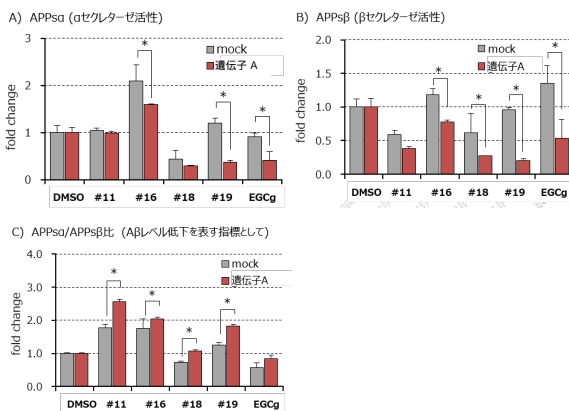 A) APPsα (αセクレターゼ活性)
3
2
1
0
fold change
mock
遺伝子 A
*
*
*
DMSO #11 #16 #18 #19 EGCg
B) APPsβ (βセクレターゼ活性)
2.0
1.5
1.0
0.5
0.0
fold change
mock
遺伝子A
*
*
*
*
DMSO #11 #16 #18 #19 EGCg
C) APPsα/APPsβ比 (Aβレベル低下を表す指標として)
4.0
3.0
2.0
1.0
0.0
fold change
mock
遺伝子A
*
*
*
*
DMSO #11 #16 #18 #19 EGCg